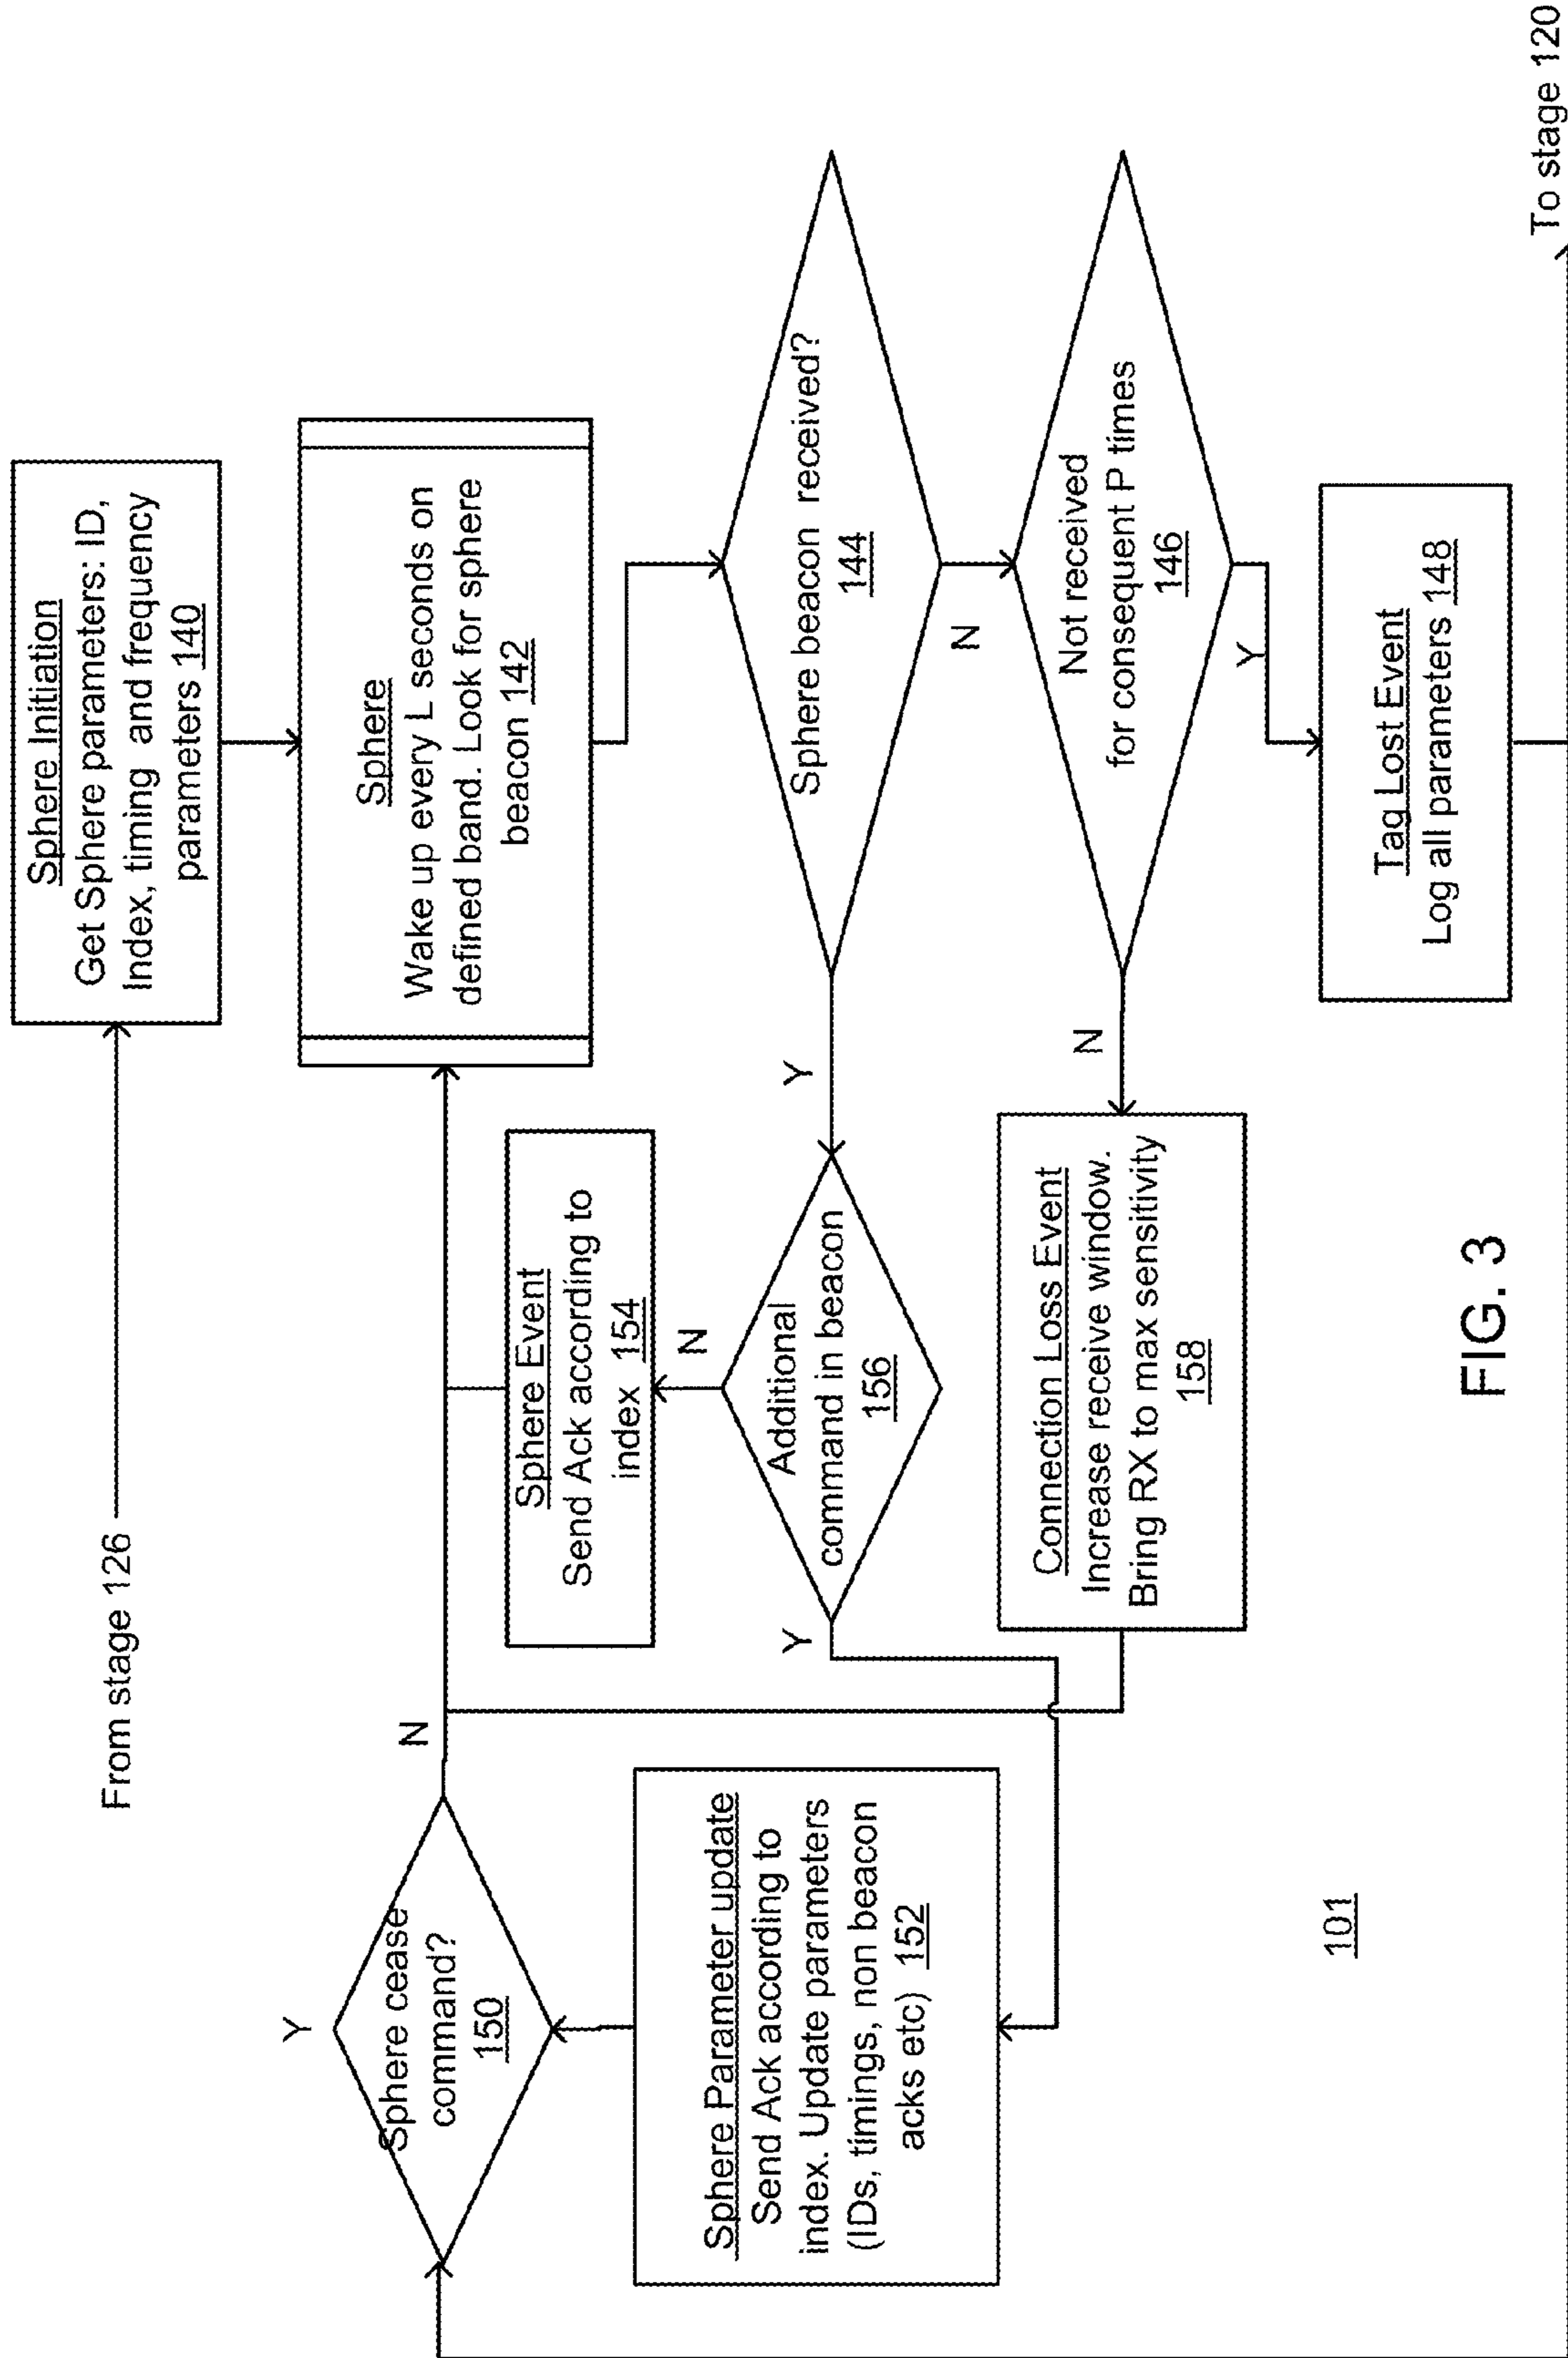 From stage 126
Sphere Initiation
Get Sphere parameters: ID,
Index, timing and frequency
parameters 140
Sphere
Wake up every L seconds on
defined band. Look for sphere
beacon 142
Sphere beacon received?
144
Y
N
Not received
for consequent P times
146
N
Y
Tag Lost Event
Log all parameters 148
To stage 120
Sphere Event
Send Ack according to
index 154
N
Additional
command in beacon
156
Y
Connection Loss Event
Increase receive window.
Bring RX to max sensitivity
158
Y
Sphere cease
command?
150
N
Sphere Parameter update
Send Ack according to
index. Update parameters
(IDs, timings, non beacon
acks etc) 152
101
FIG. 3